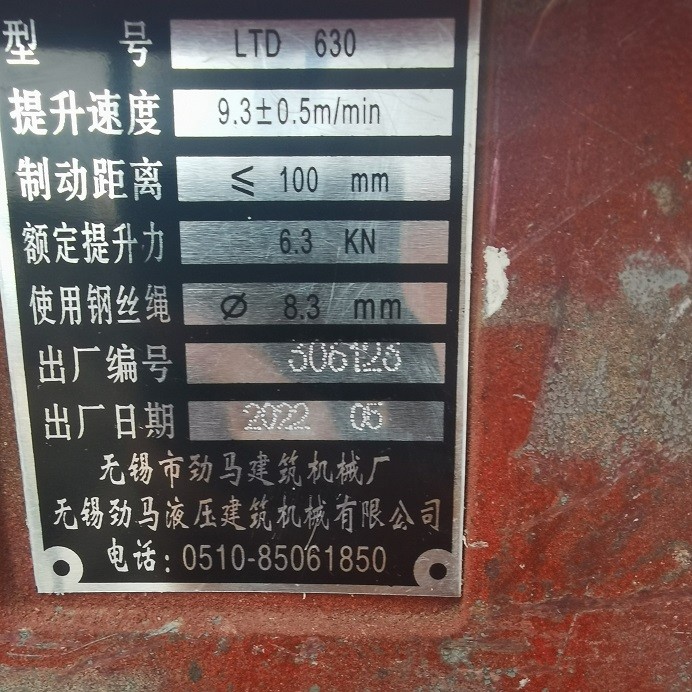 型 号 LTD 630
提升速度 9.3±0.5m/min
制动距离 ≤ 100 mm
额定提升力 6.3 KN
使用钢丝绳 Ø 8.3 mm
出厂编号 306123
出厂日期 2022 05
无锡市劲马建筑机械厂
无锡劲马液压建筑机械有限公司
电话:0510-85061850